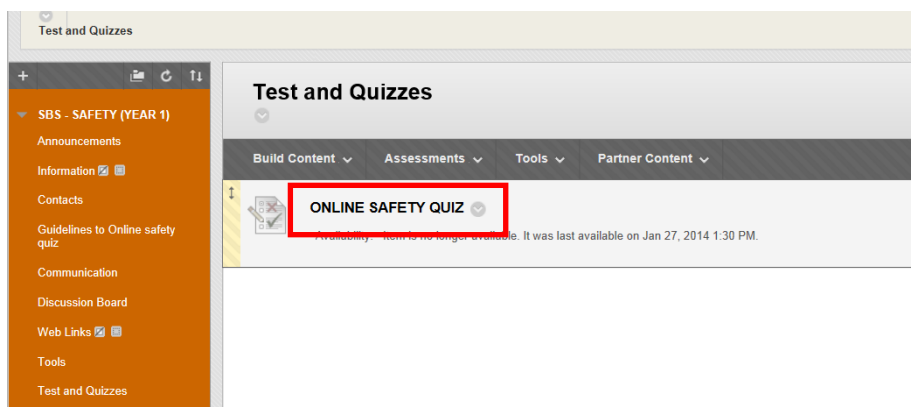 Test and Quizzes
SBS - SAFETY (YEAR 1)
Announcements
Information
Contacts
Guidelines to Online safety
quiz
Communication
Discussion Board
Web Links
Tools
Test and Quizzes
Test and Quizzes
Build Content Assessments Tools Partner Content
ONLINE SAFETY QUIZ
Availability: Item is no longer available. It was last available on Jan 27, 2014 1:30 PM.